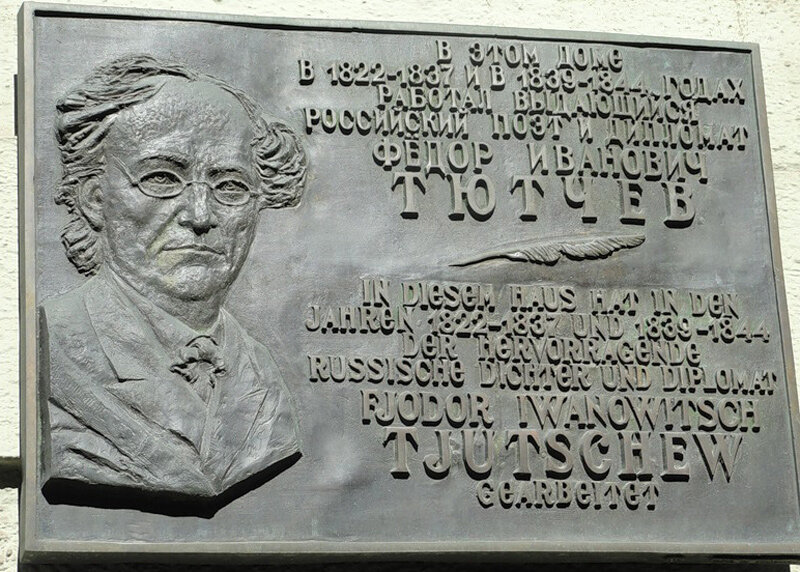 В ЭТОМ ДОМЕ
В 1822-1837 И В 1839-1844 ГОДАХ
РАБОТАЛ ВЫДАЮЩИЙСЯ
РОССИЙСКИЙ ПОЭТ И ДИПЛОМАТ
ФЁДОР ИВАНОВИЧ
ТЮТЧЕВ
IN DIESEM HAUS HAT IN DEN
JAHREN 1822-1837 UND 1839-1844
DER HERVORRAGENDE
RUSSISCHE DICHTER UND DIPLOMAT
FJODOR IWANOWITSCH
TJUTSCHEW
GEARBEITET